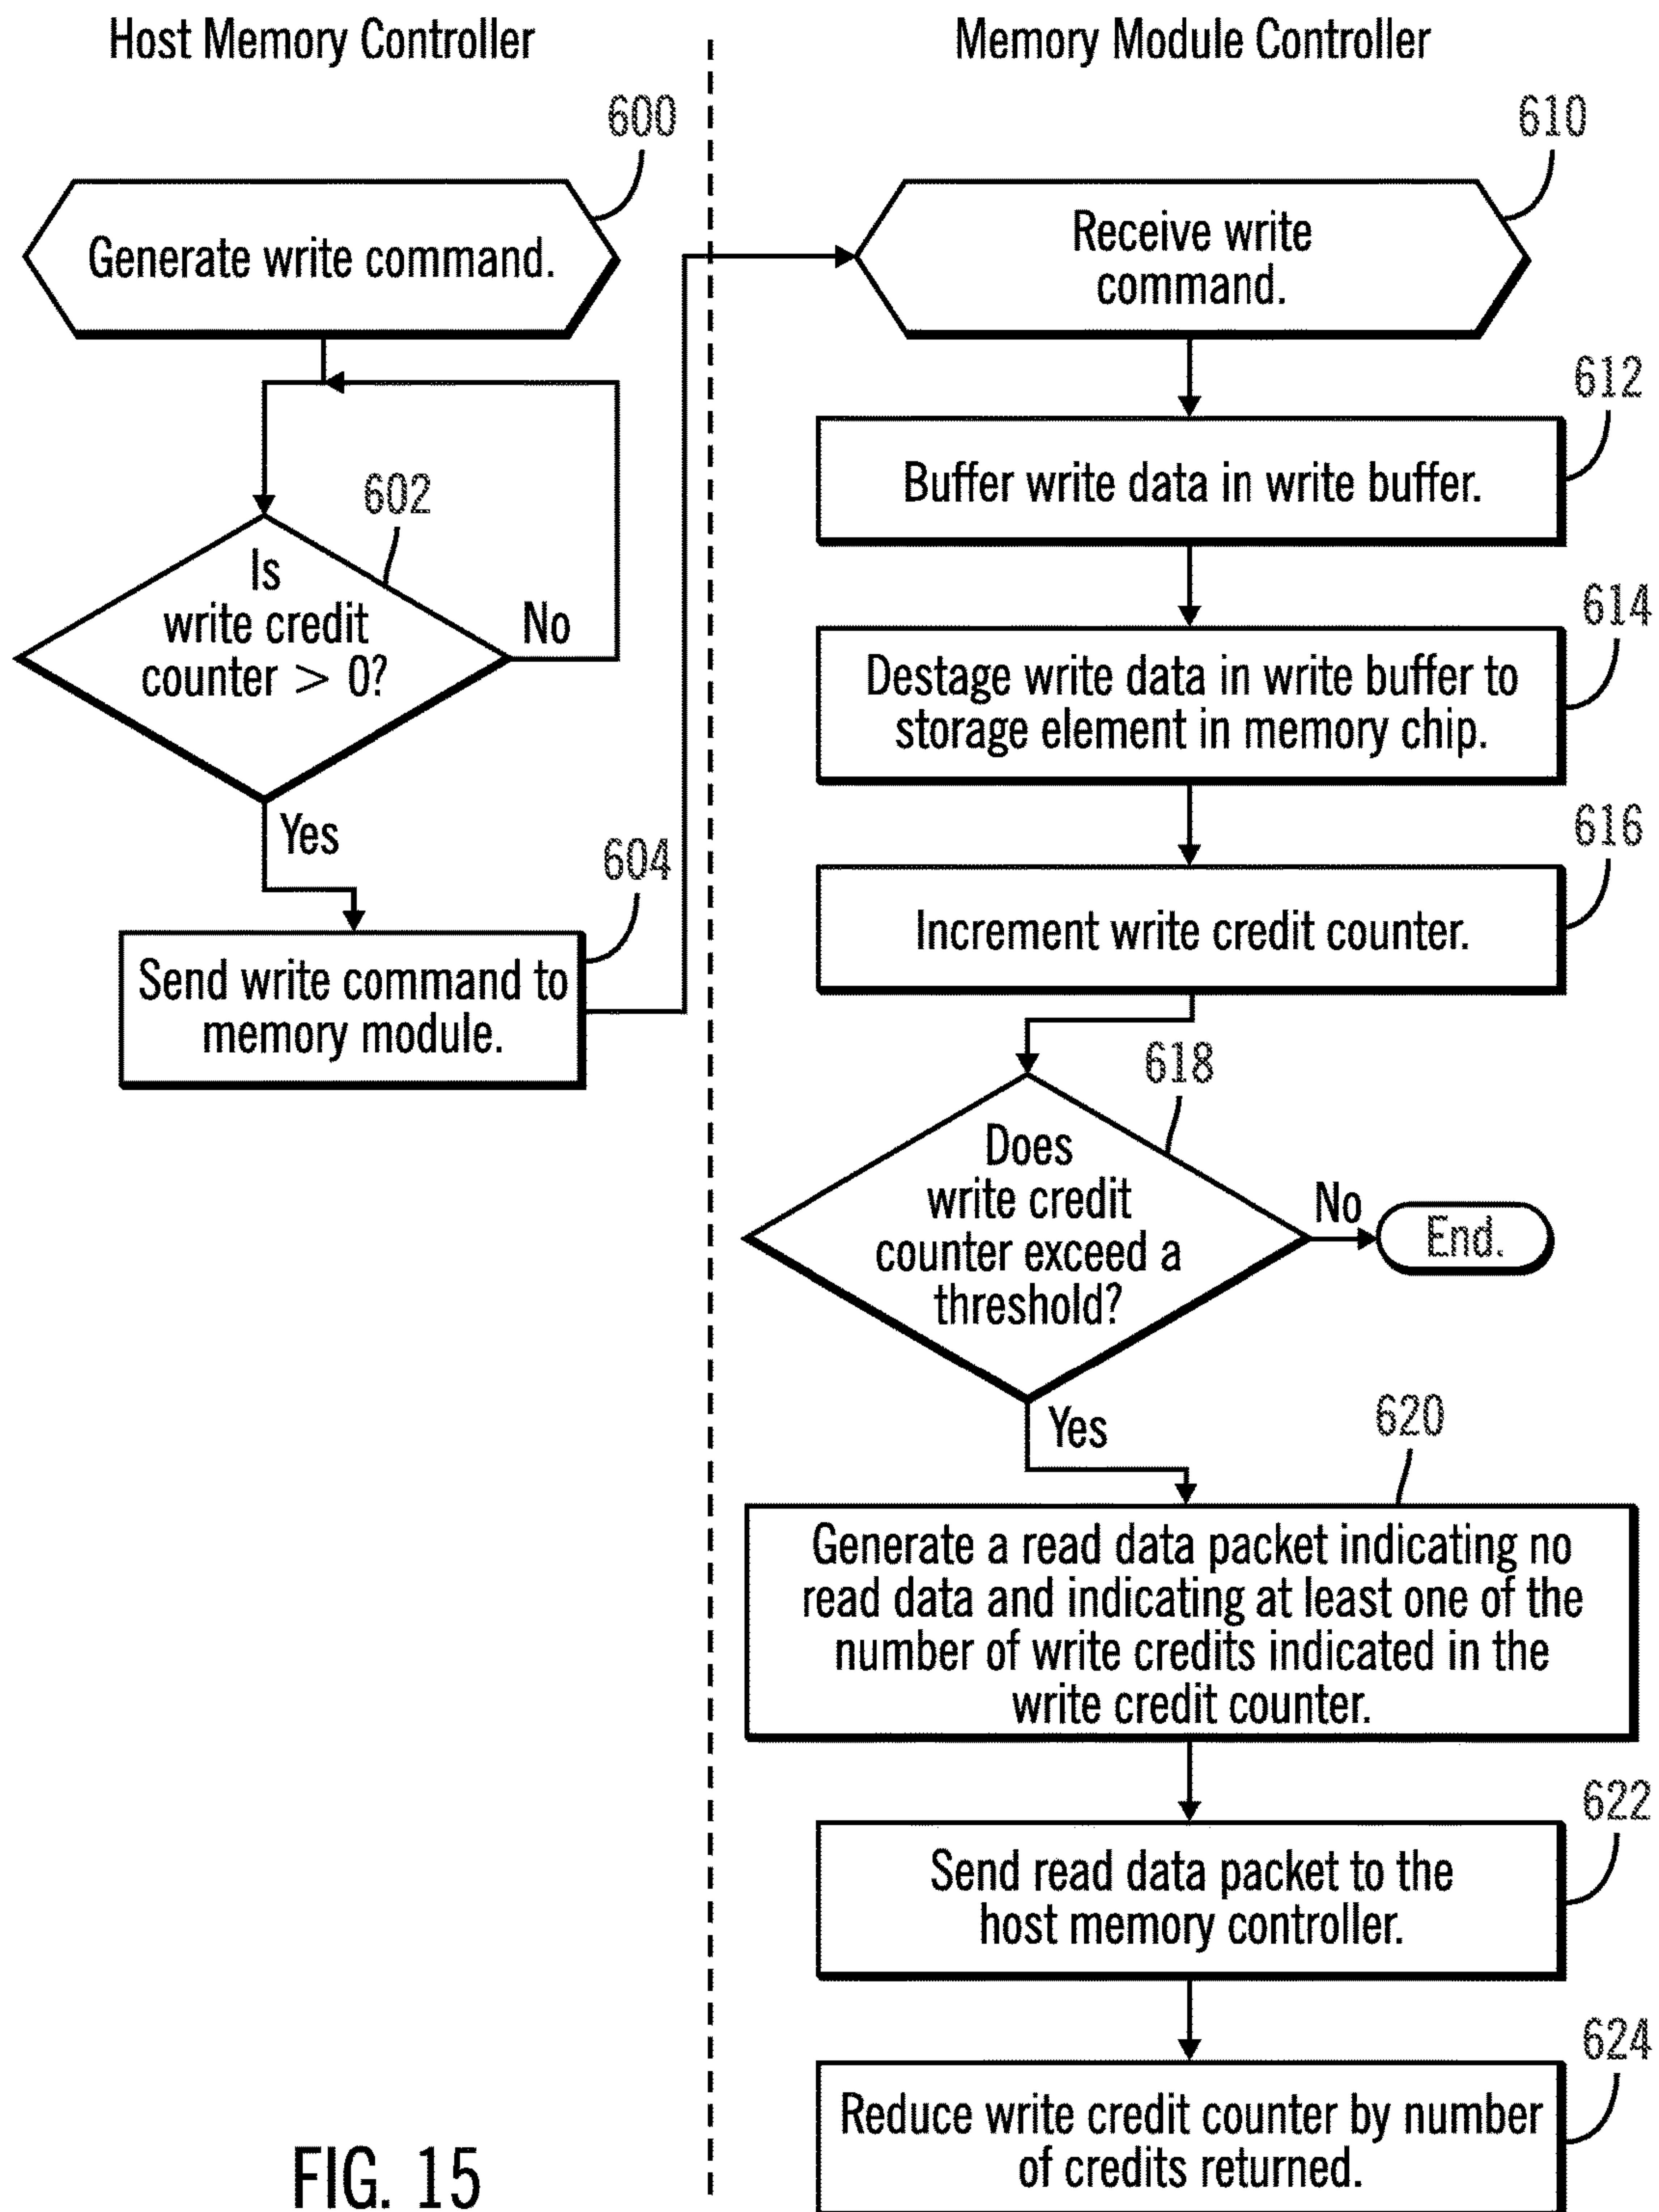 Host Memory Controller
Memory Module Controller
600
Generate write command.
602
Is
write credit
counter > 0?
No
Yes
604
Send write command to
memory module.
610
Receive write
command.
612
Buffer write data in write buffer.
614
Destage write data in write buffer to
storage element in memory chip.
616
Increment write credit counter.
618
Does
write credit
counter exceed a
threshold?
No
End.
Yes
620
Generate a read data packet indicating no
read data and indicating at least one of the
number of write credits indicated in the
write credit counter.
622
Send read data packet to the
host memory controller.
624
Reduce write credit counter by number
of credits returned.
FIG. 15